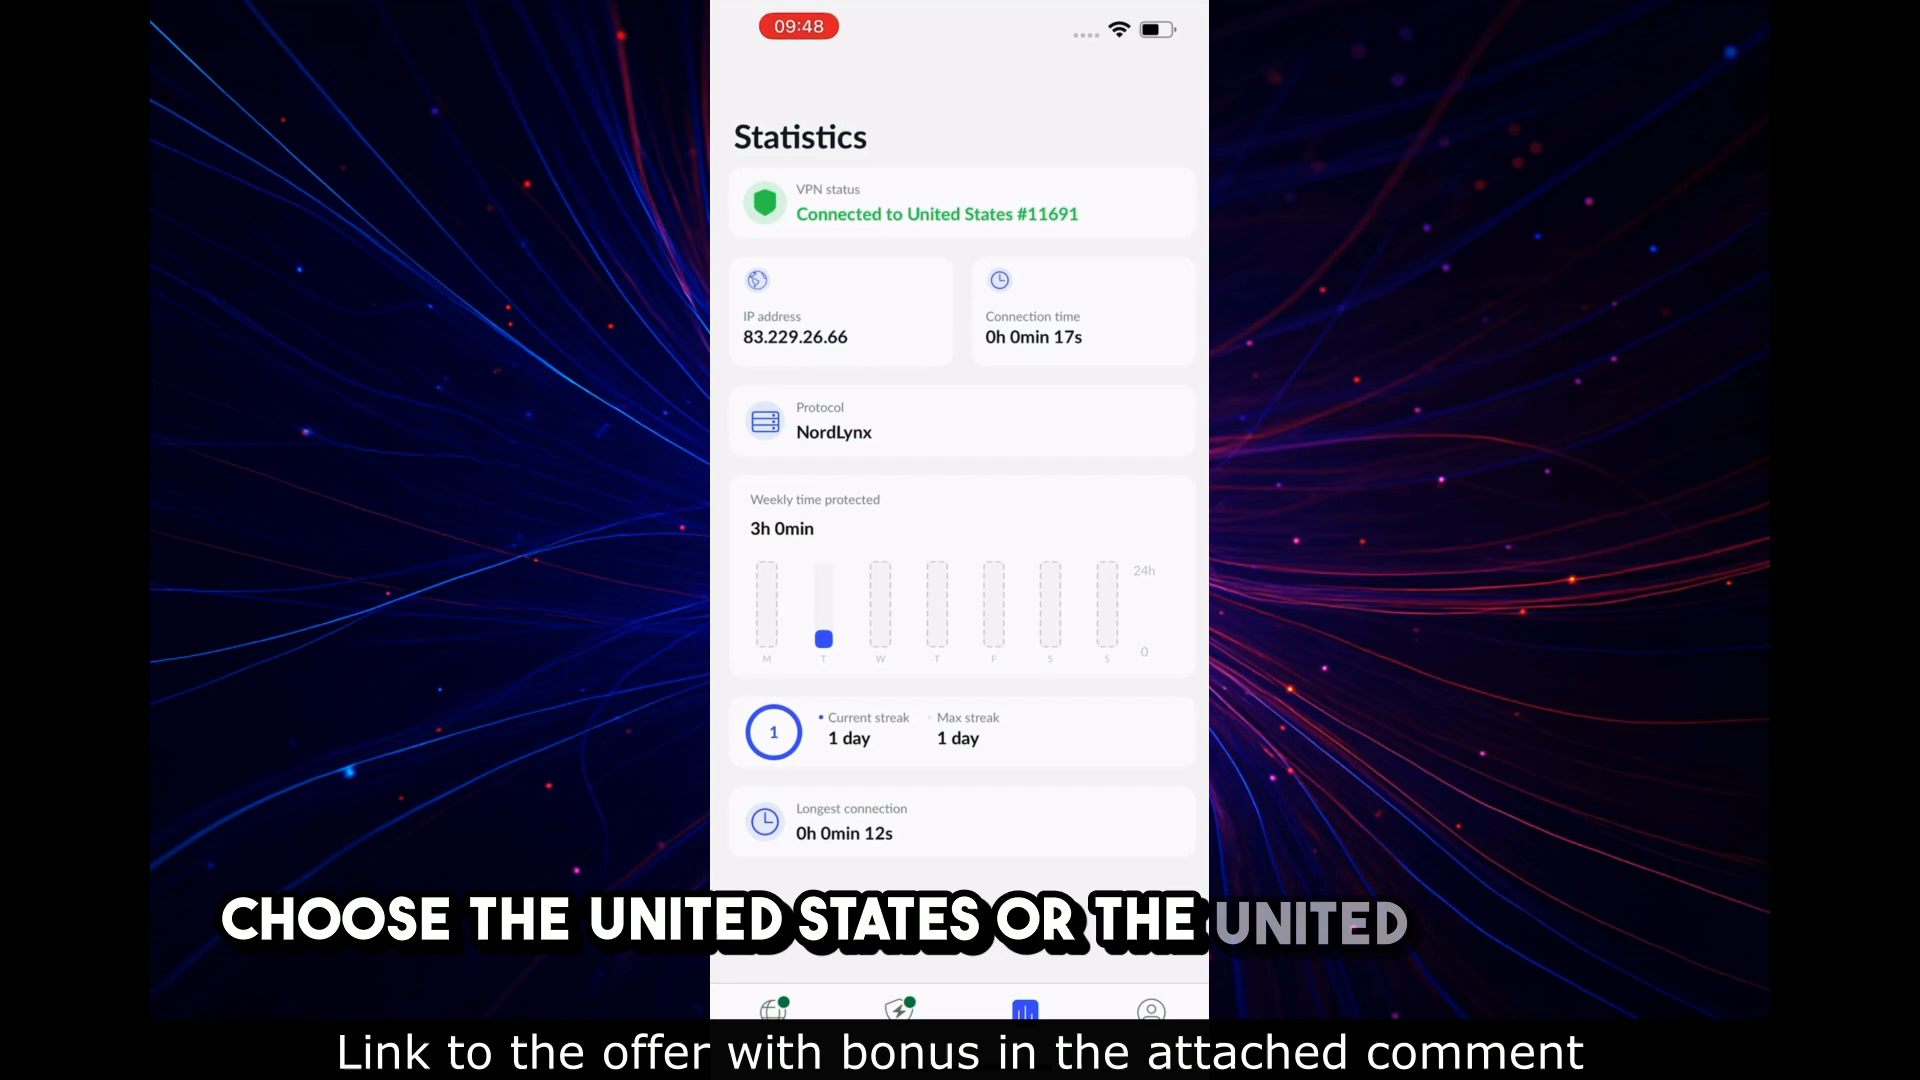 09:48
Statistics
VPN status
Connected to United States #11691
IP address
83.229.26.66
Connection time
0h 0min 17s
Protocol
NordLynx
Weekly time protected
3h 0min
24h
0
M T W T F S S
1
Current streak
1 day
Max streak
1 day
Longest connection
0h 0min 12s
CHOOSE THE UNITED STATES OR THE UNITED
Link to the offer with bonus in the attached comment